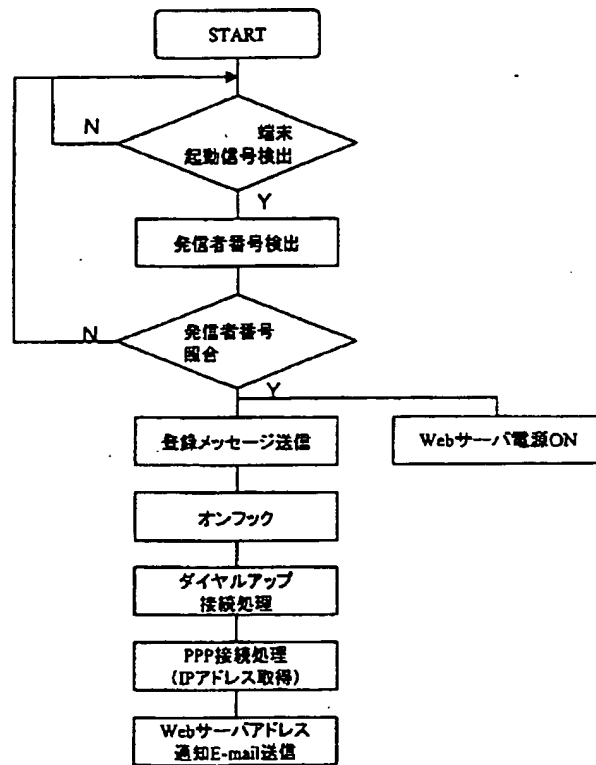 START
N
端末
起動信号検出
Y
発信者番号検出
N
発信者番号
照合
Y
登録メッセージ送信
Webサーバ電源ON
オンフック
ダイヤルアップ
接続処理
PPP接続処理
(IPアドレス取得)
Webサーバアドレス
通知E-mail送信